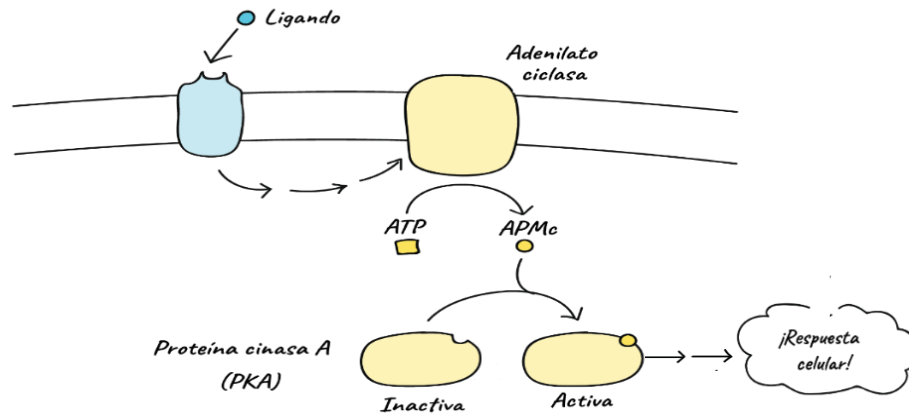 Ligando
Adenilato
ciclasa
ATP
APMc
Proteína cinasa A
(PKA)
Inactiva
Activa
¡Respuesta
celular!